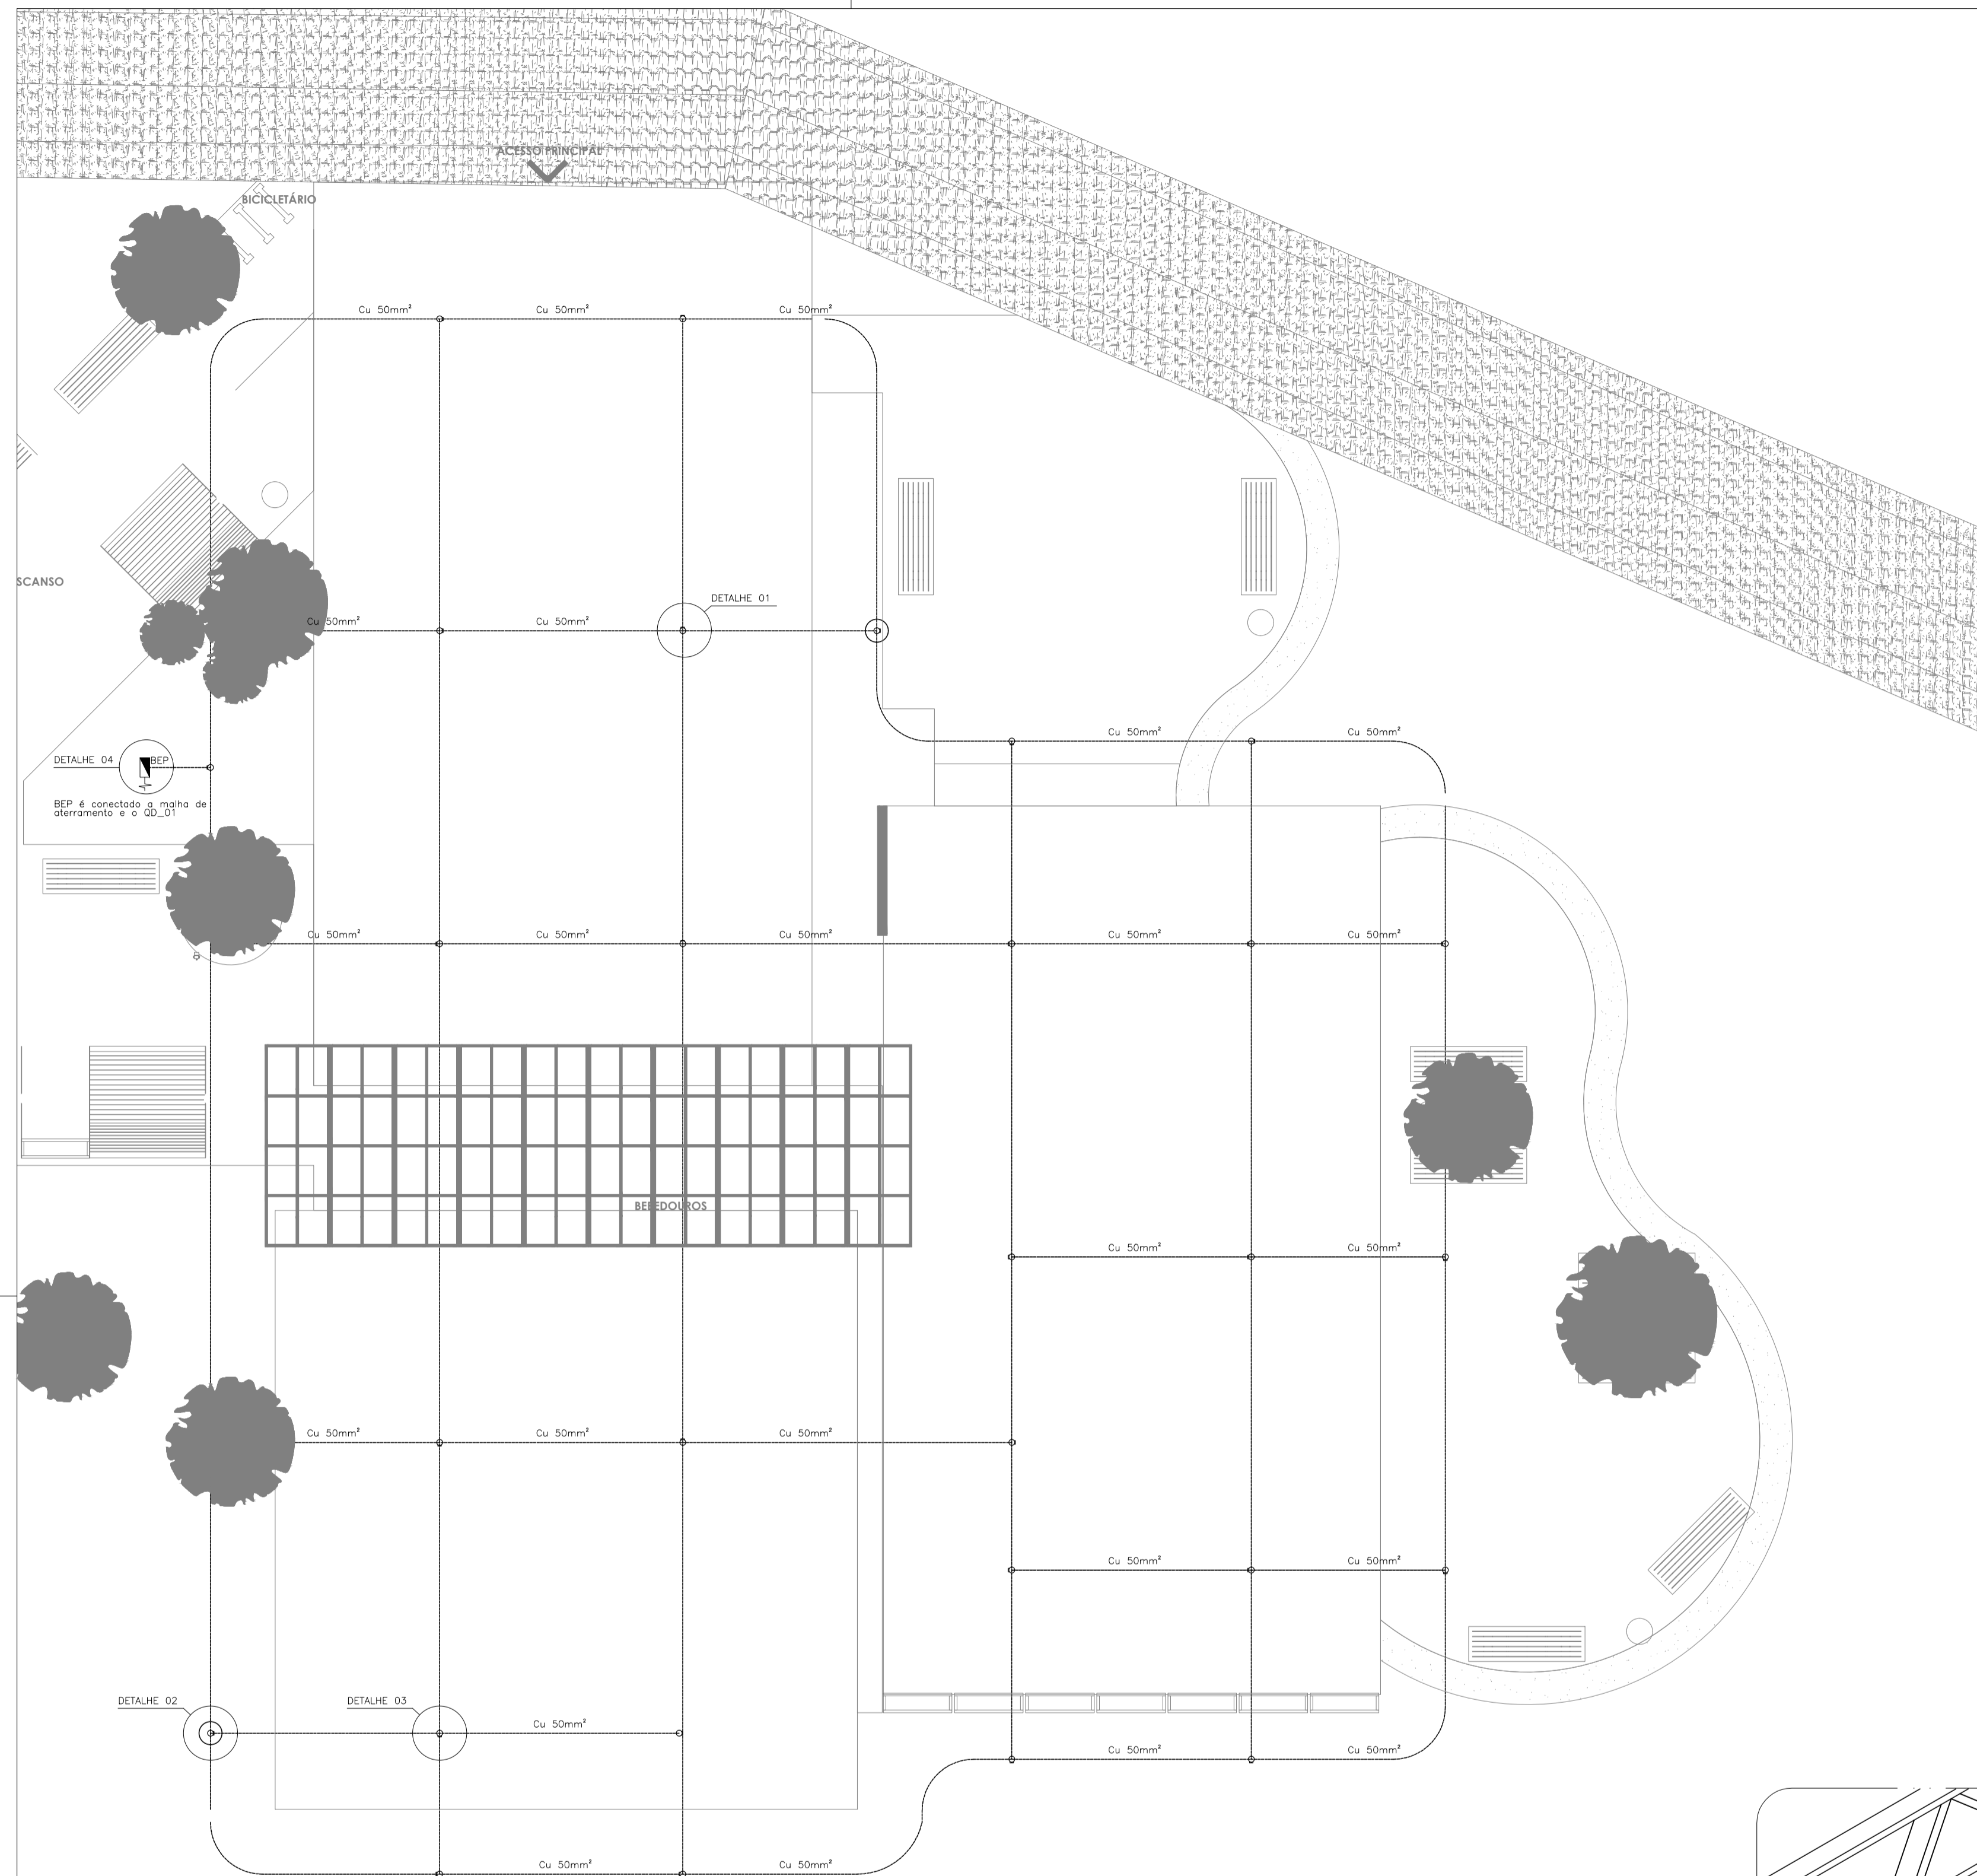 ACESSO PRINCIPAL
BICICLETÁRIO
Cu 50mm²
Cu 50mm²
Cu 50mm²
SCANSO
DETALHE 01
Cu 50mm²
Cu 50mm²
Cu 50mm²
Cu 50mm²
DETALHE 04
BEP
BEP é conectado a malha de
aterramento e o QD_01
Cu 50mm²
Cu 50mm²
Cu 50mm²
Cu 50mm²
Cu 50mm²
BEBEDOUROS
Cu 50mm²
Cu 50mm²
Cu 50mm²
Cu 50mm²
Cu 50mm²
Cu 50mm²
Cu 50mm²
DETALHE 02
DETALHE 03
Cu 50mm²
Cu 50mm²
Cu 50mm²
Cu 50mm²
Cu 50mm²